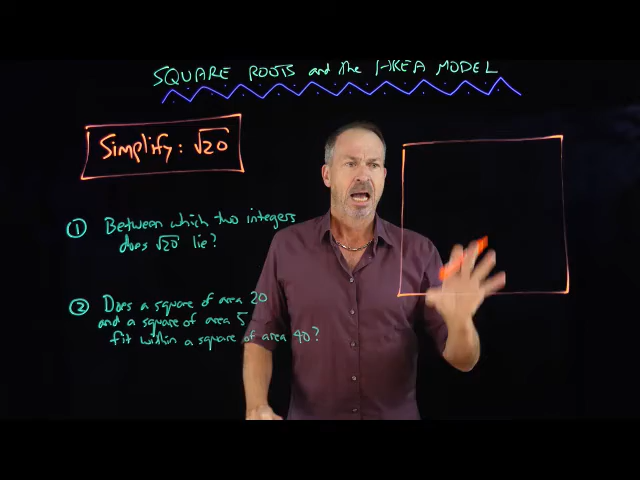 SQUARE ROOTS and the IKEA MODEL
Simplify: √20
① Between which two integers
does √20 lie?
② Does a square of area 20
and a square of area 5
fit within a square of area 40?